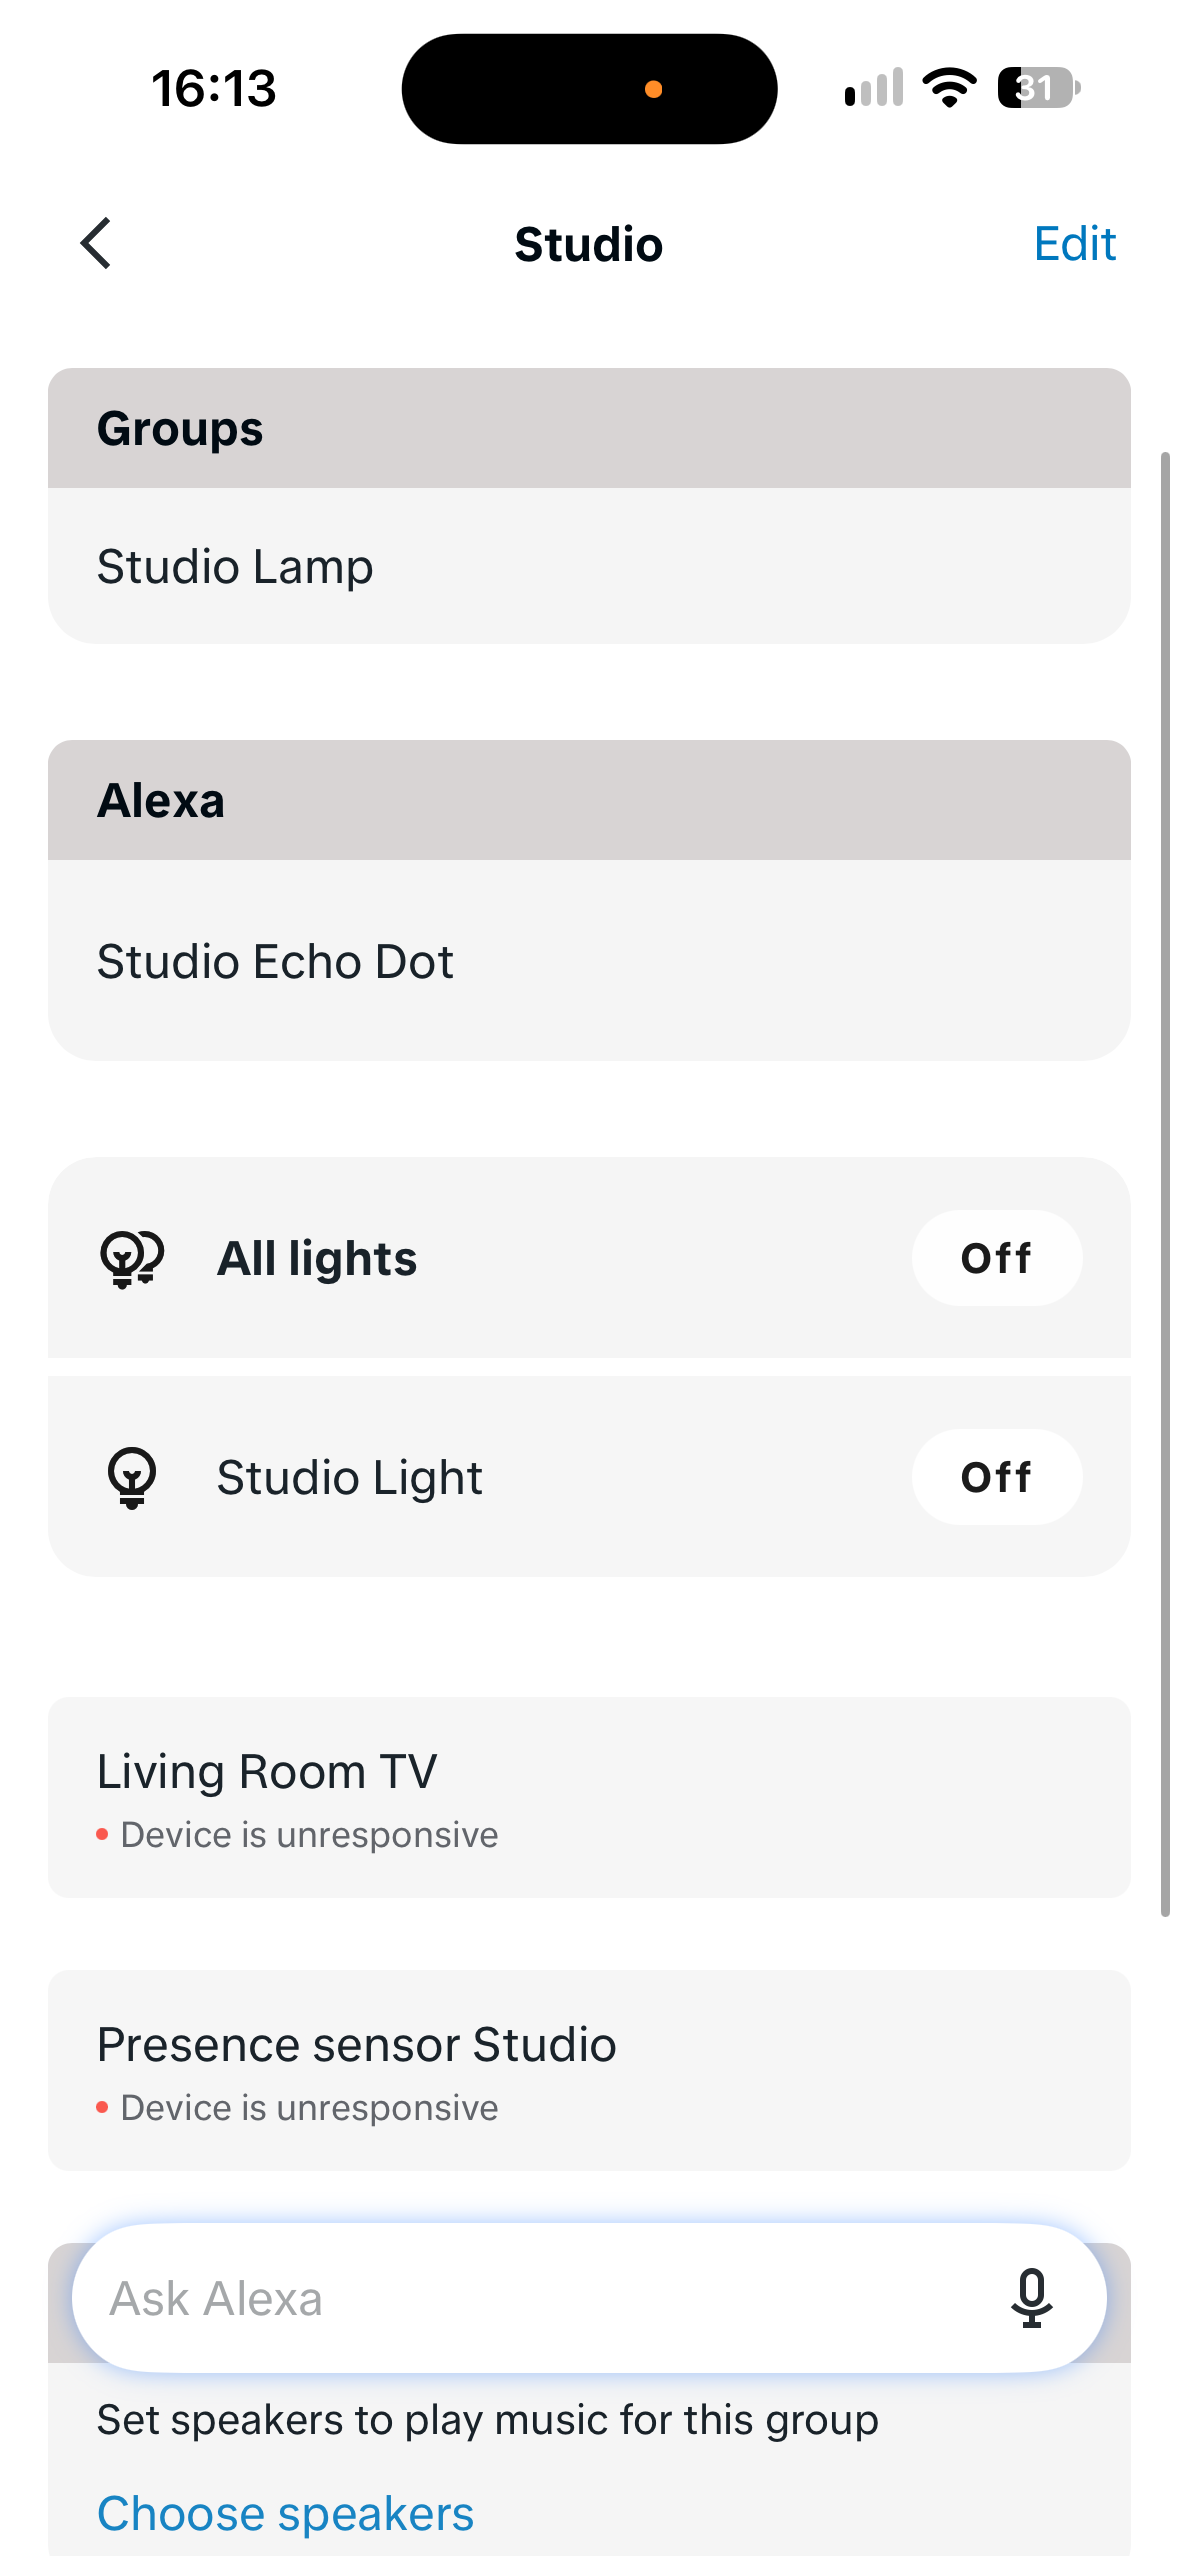 16:13
31
Studio
Edit
Groups
Studio Lamp
Alexa
Studio Echo Dot
All lights
Off
Studio Light
Off
Living Room TV
Device is unresponsive
Presence sensor Studio
Device is unresponsive
Ask Alexa
Set speakers to play music for this group
Choose speakers